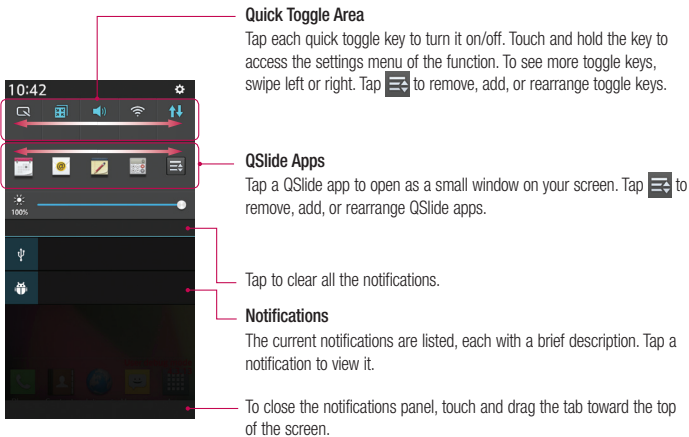 Quick Toggle Area
Tap each quick toggle key to turn it on/off. Touch and hold the key to
access the settings menu of the function. To see more toggle keys,
swipe left or right. Tap to remove, add, or rearrange toggle keys.
10:42
QSlide Apps
Tap a QSlide app to open as a small window on your screen. Tap to
remove, add, or rearrange QSlide apps.
100%
Tap to clear all the notifications.
Notifications
The current notifications are listed, each with a brief description. Tap a
notification to view it.
To close the notifications panel, touch and drag the tab toward the top
of the screen.